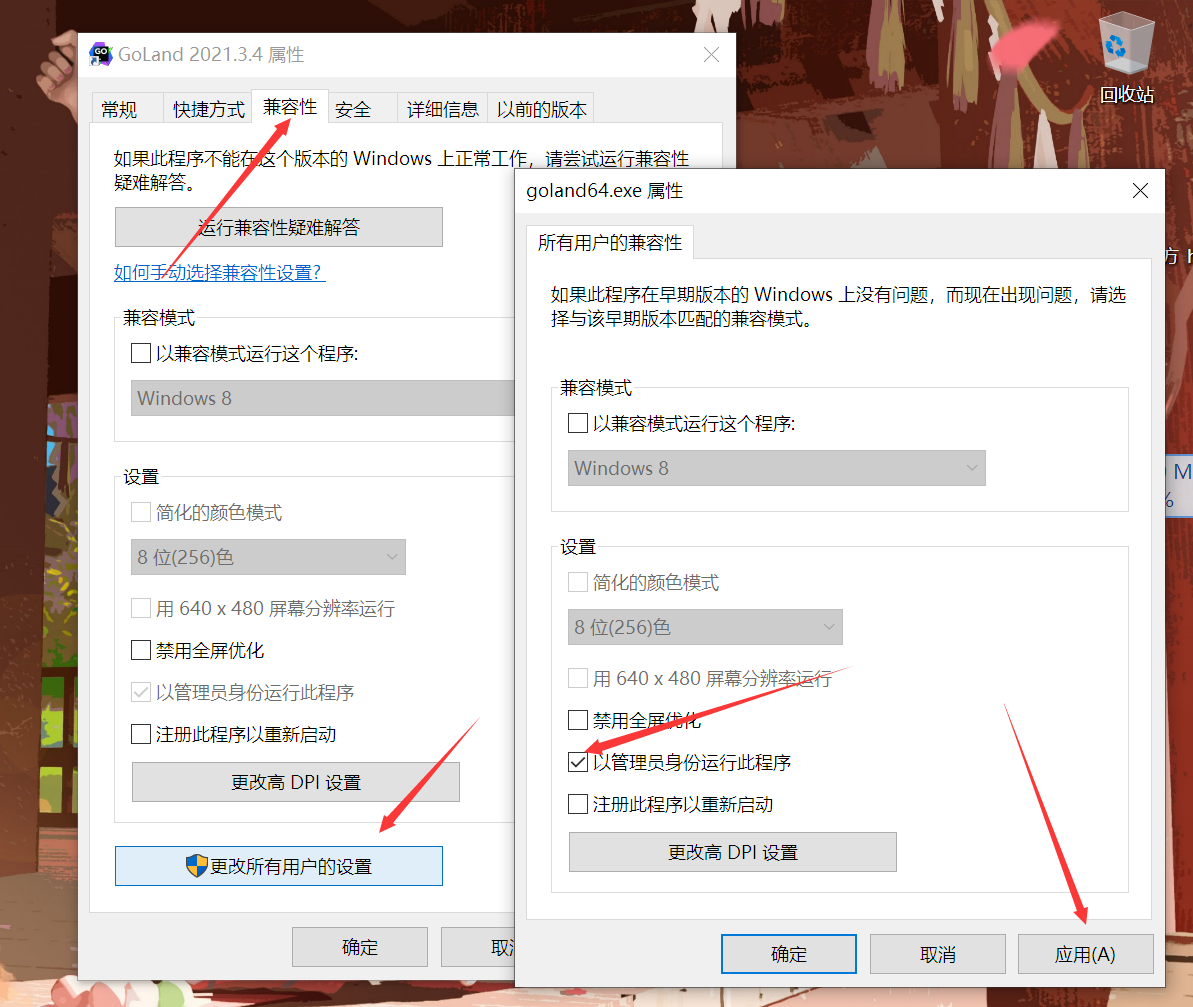 GoLand 2021.3.4 属性
常规 快捷方式 兼容性 安全 详细信息 以前的版本
如果此程序不能在这个版本的 Windows 上正常工作，请尝试运行兼容性
疑难解答。
运行兼容性疑难解答
如何手动选择兼容性设置?
兼容模式
以兼容模式运行这个程序:
Windows 8
设置
简化的颜色模式
8 位(256)色
用 640 x 480 屏幕分辨率运行
禁用全屏优化
以管理员身份运行此程序
注册此程序以重新启动
更改高 DPI 设置
更改所有用户的设置
确定
取
goland64.exe 属性
所有用户的兼容性
如果此程序在早期版本的 Windows 上没有问题，而现在出现问题，请选
择与该早期版本匹配的兼容模式。
兼容模式
以兼容模式运行这个程序:
Windows 8
设置
简化的颜色模式
8 位(256)色
用 640 x 480 屏幕分辨率运行
禁用全屏优化
以管理员身份运行此程序
注册此程序以重新启动
更改高 DPI 设置
确定 取消 应用(A)
回收站
方 h
M
%